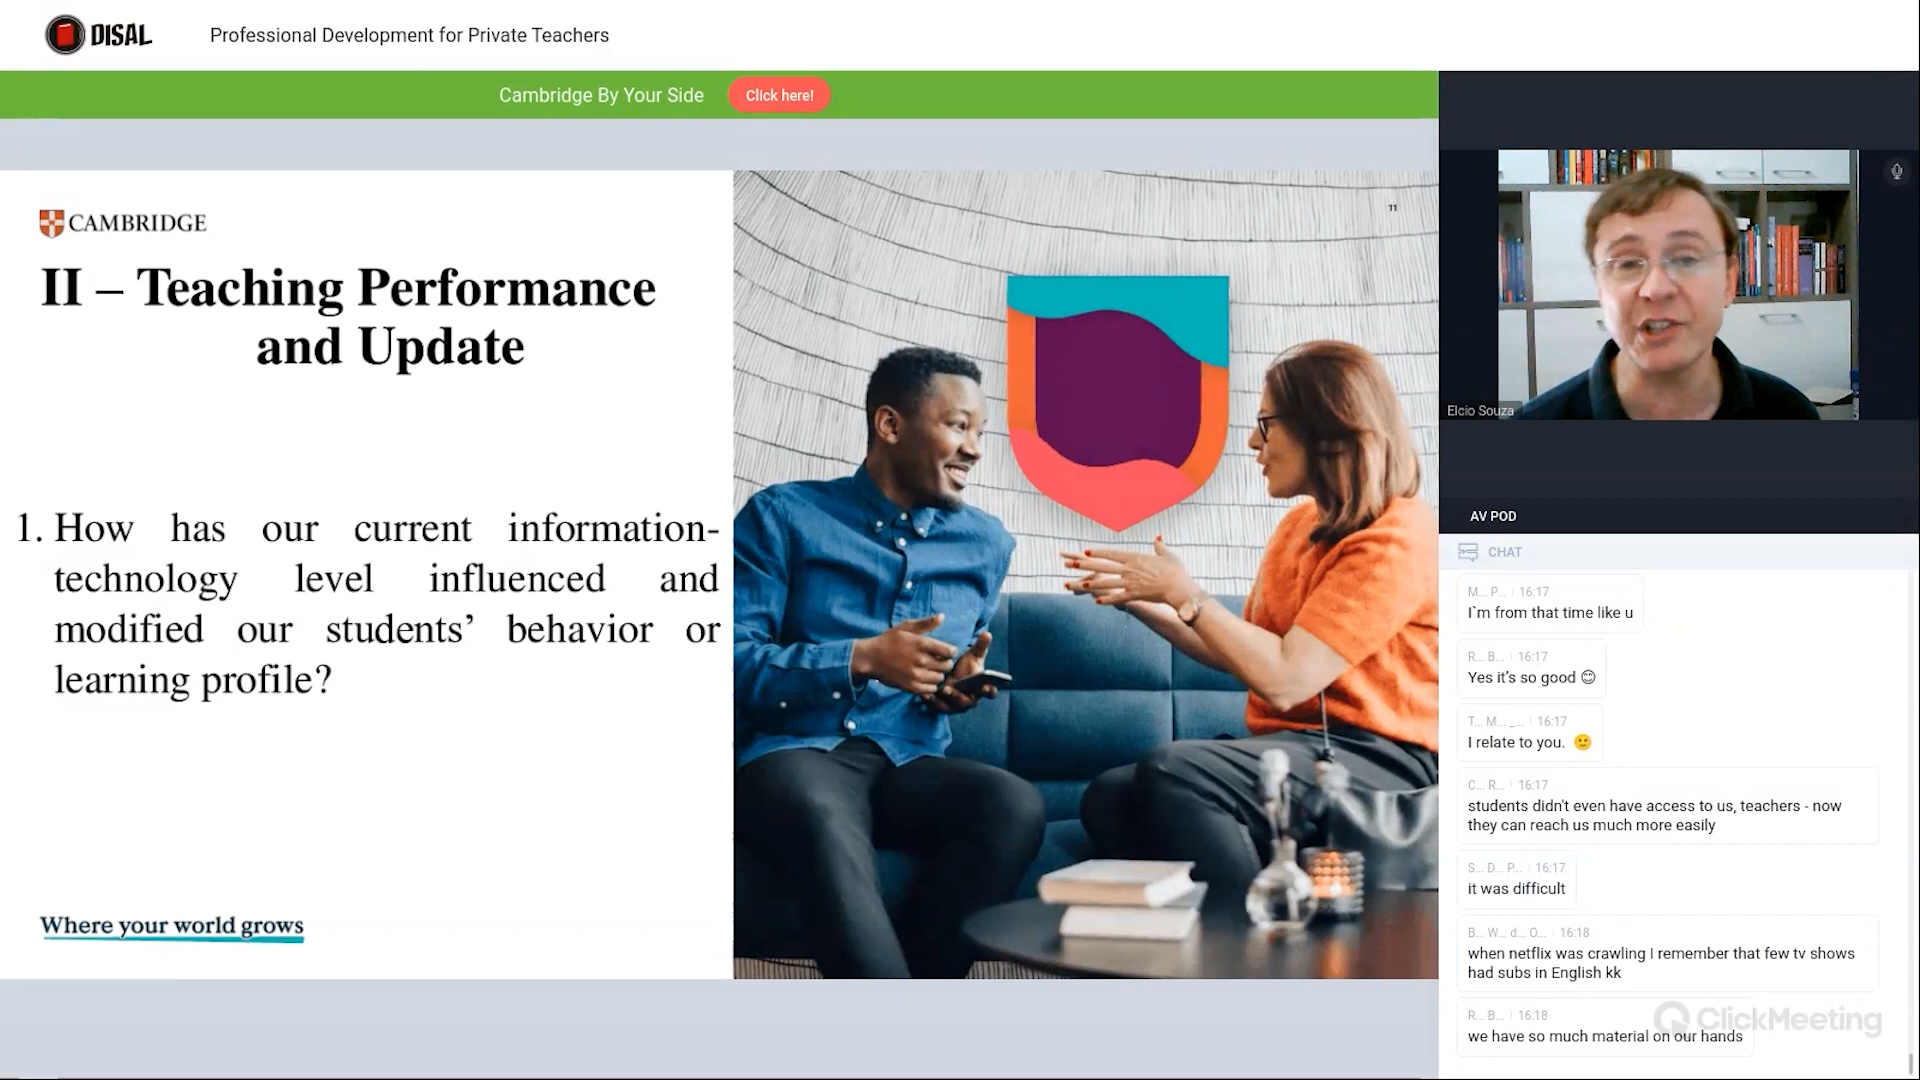 DISAL
Professional Development for Private Teachers
Cambridge By Your Side
Click here!
CAMBRIDGE
11
II – Teaching Performance
and Update
1. How has our current information-
technology level influenced and
modified our students’ behavior or
learning profile?
Where your world grows
Elcio Souza
AV POD
CHAT
M... P... 16:17
I`m from that time like u
R... B... 16:17
Yes it’s so good 😊
T... M... _... 16:17
I relate to you. 🙂
C... R... 16:17
students didn't even have access to us, teachers - now
they can reach us much more easily
S... D... P... 16:17
it was difficult
B... W... d... O... 16:18
when netflix was crawling I remember that few tv shows
had subs in English kk
R... B... 16:18
we have so much material on our hands
ClickMeeting